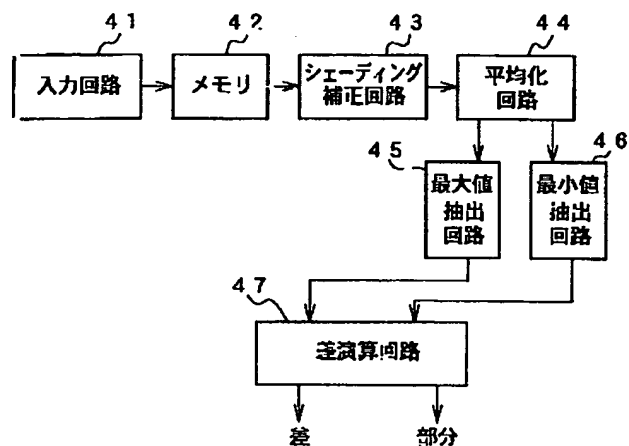 41
42
43
44
入力回路
メモリ
シェーディング
補正回路
平均化
回路
45
46
最大値
抽出
回路
最小値
抽出
回路
47
差演算回路
差
部分